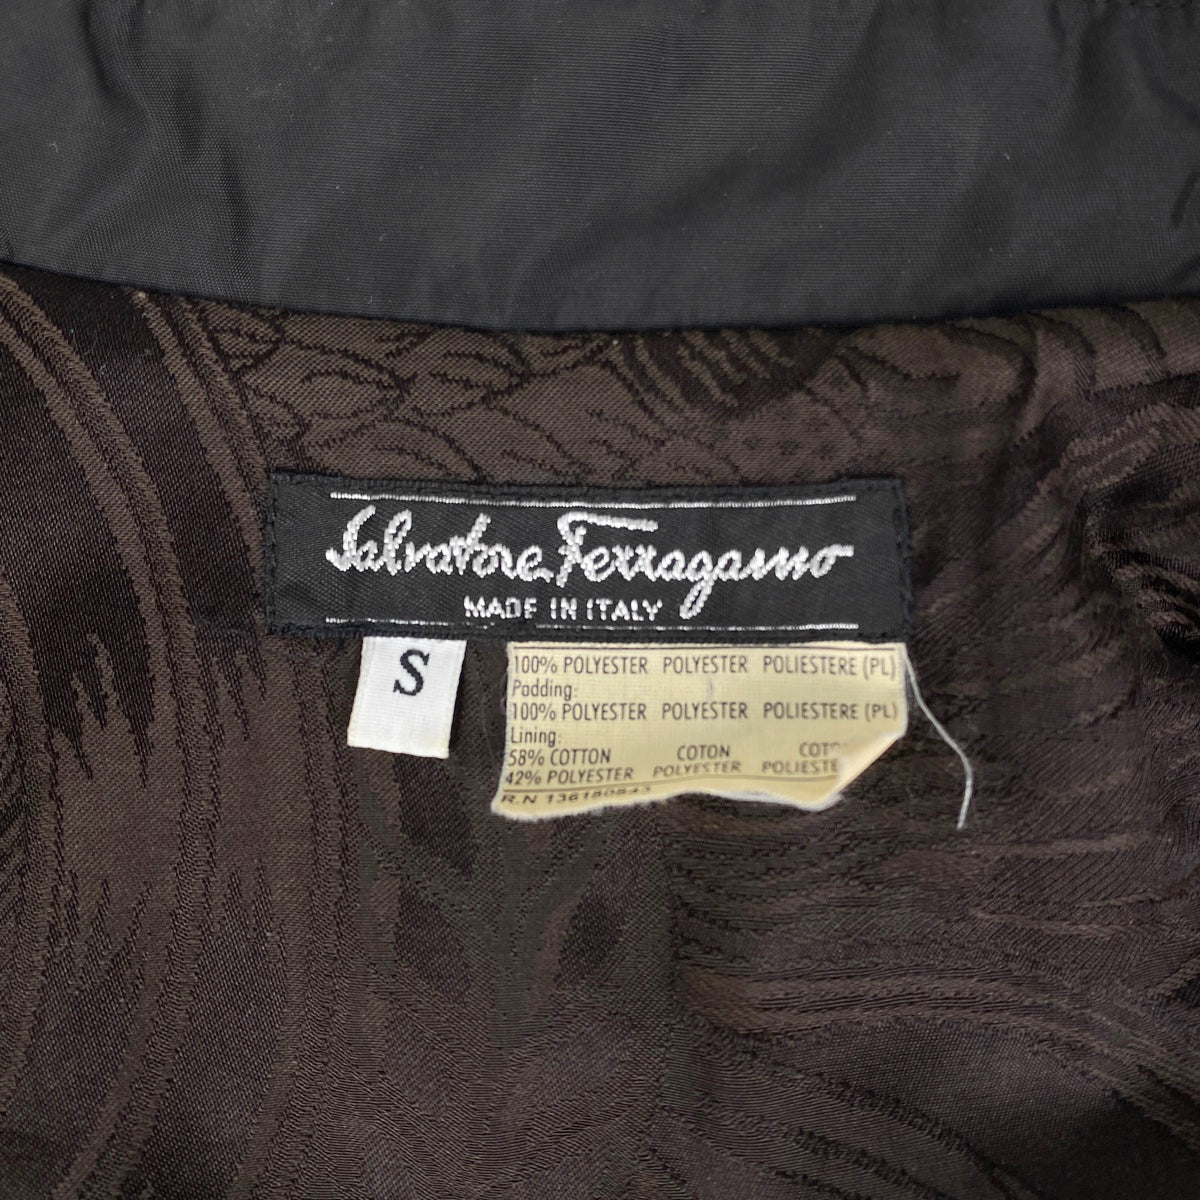 Salvatore Ferragamo
MADE IN ITALY
S
100% POLYESTER POLYESTER POLIESTERE (PL)
Padding:
100% POLYESTER POLYESTER POLIESTERE (PL)
Lining:
58% COTTON COTON
42% POLYESTER POLYESTER POLIESTE
R.N